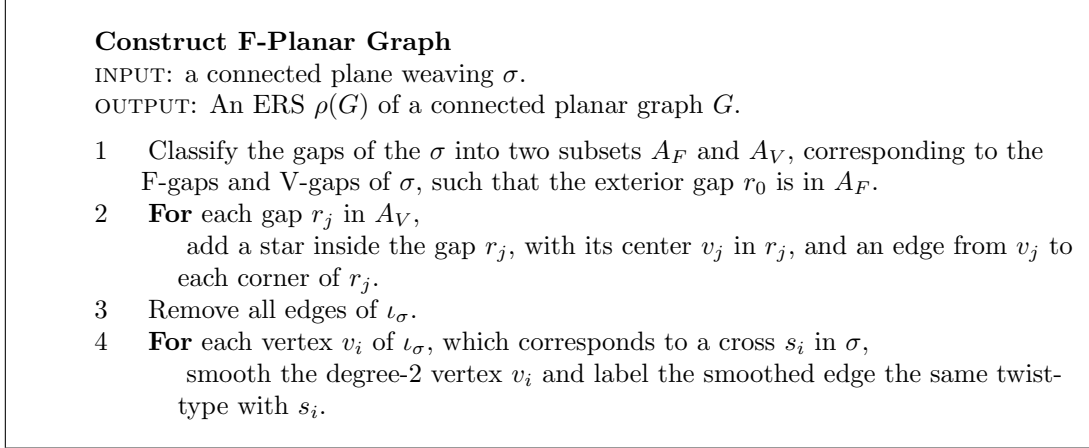 Construct F-Planar Graph
INPUT: a connected plane weaving σ.
OUTPUT: An ERS ρ(G) of a connected planar graph G.
1 Classify the gaps of the σ into two subsets A_F and A_V, corresponding to the
F-gaps and V-gaps of σ, such that the exterior gap r_0 is in A_F.
2 For each gap r_j in A_V,
add a star inside the gap r_j, with its center v_j in r_j, and an edge from v_j to
each corner of r_j.
3 Remove all edges of ι_σ.
4 For each vertex v_i of ι_σ, which corresponds to a cross s_i in σ,
smooth the degree-2 vertex v_i and label the smoothed edge the same twist-
type with s_i.